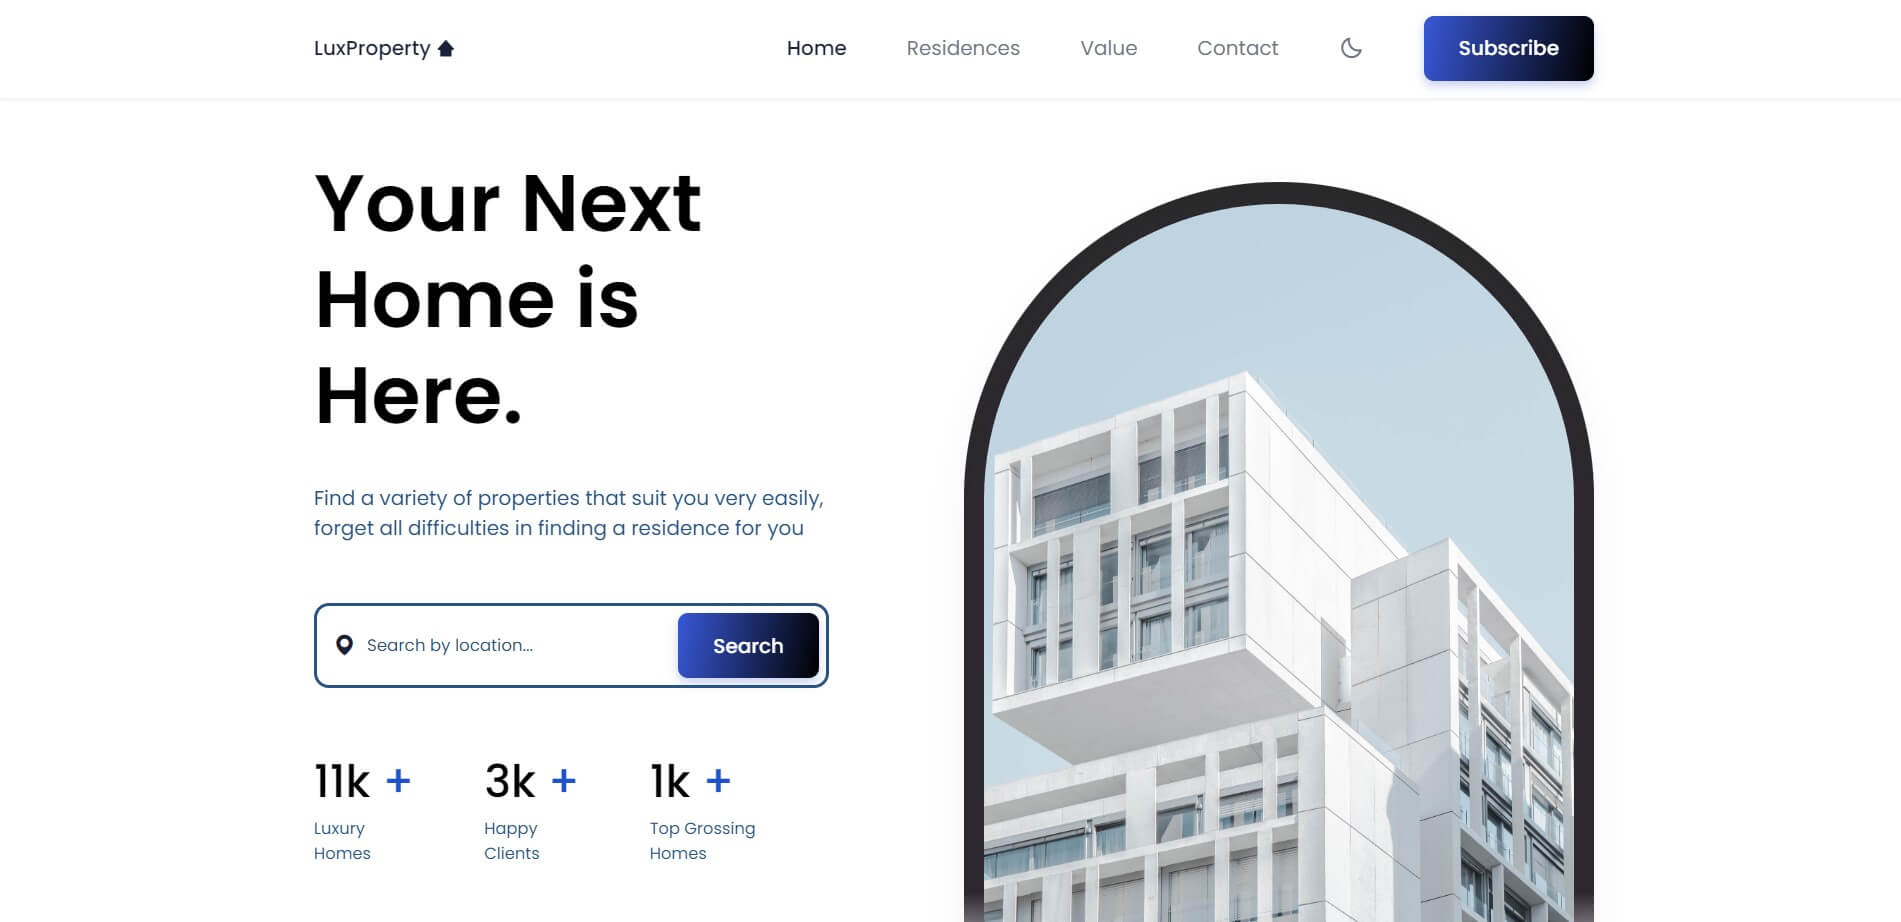 LuxProperty
Home
Residences
Value
Contact
Subscribe
Your Next
Home is
Here.
Find a variety of properties that suit you very easily,
forget all difficulties in finding a residence for you
Search by location...
Search
11k +
Luxury
Homes
3k +
Happy
Clients
1k +
Top Grossing
Homes